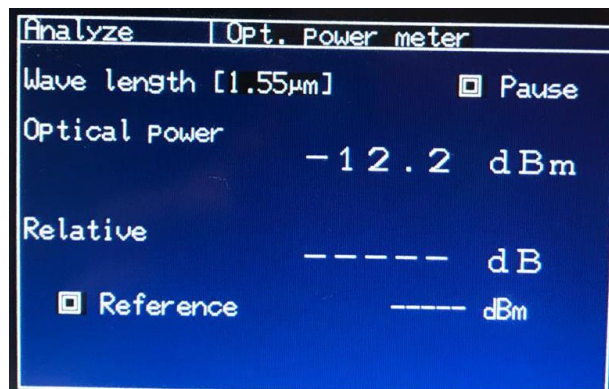 Analyze Opt. Power meter
Wave length [1.55μm] Pause
Optical Power
-12.2 dBm
Relative
----- dB
Reference ----- dBm